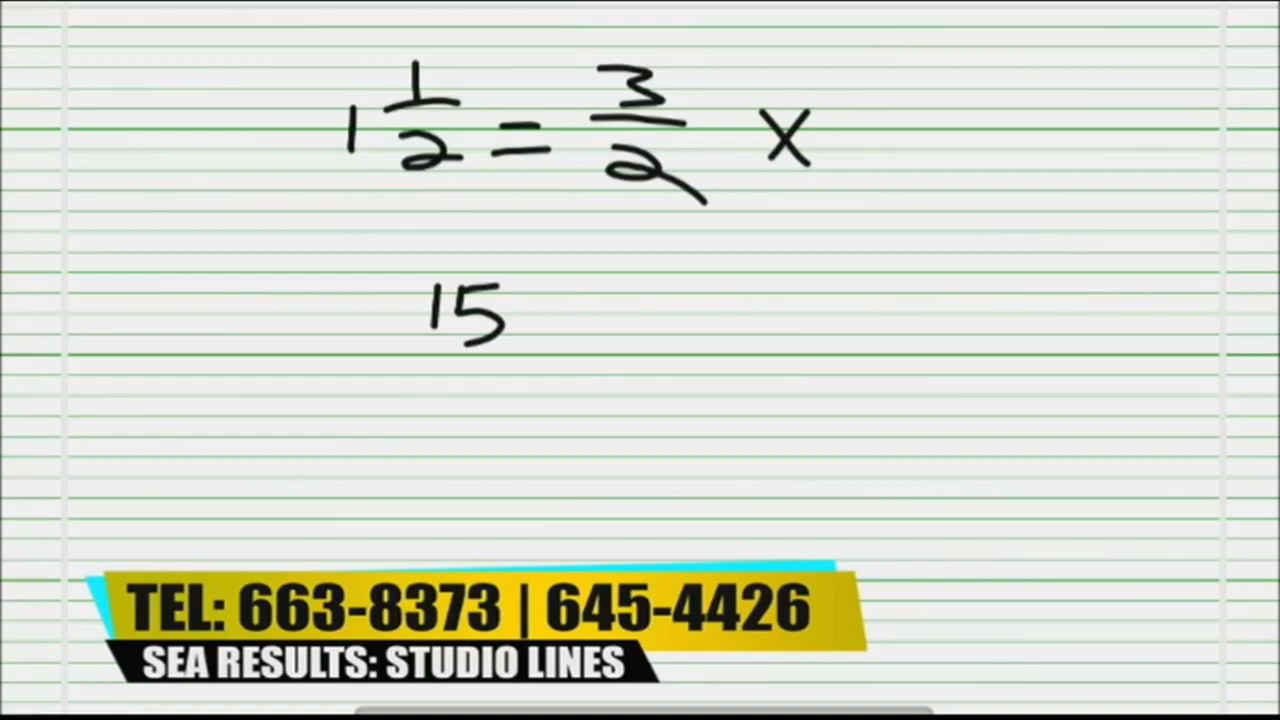 1 1/2 = 3/2 x
15
TEL: 663-8373 | 645-4426
SEA RESULTS: STUDIO LINES